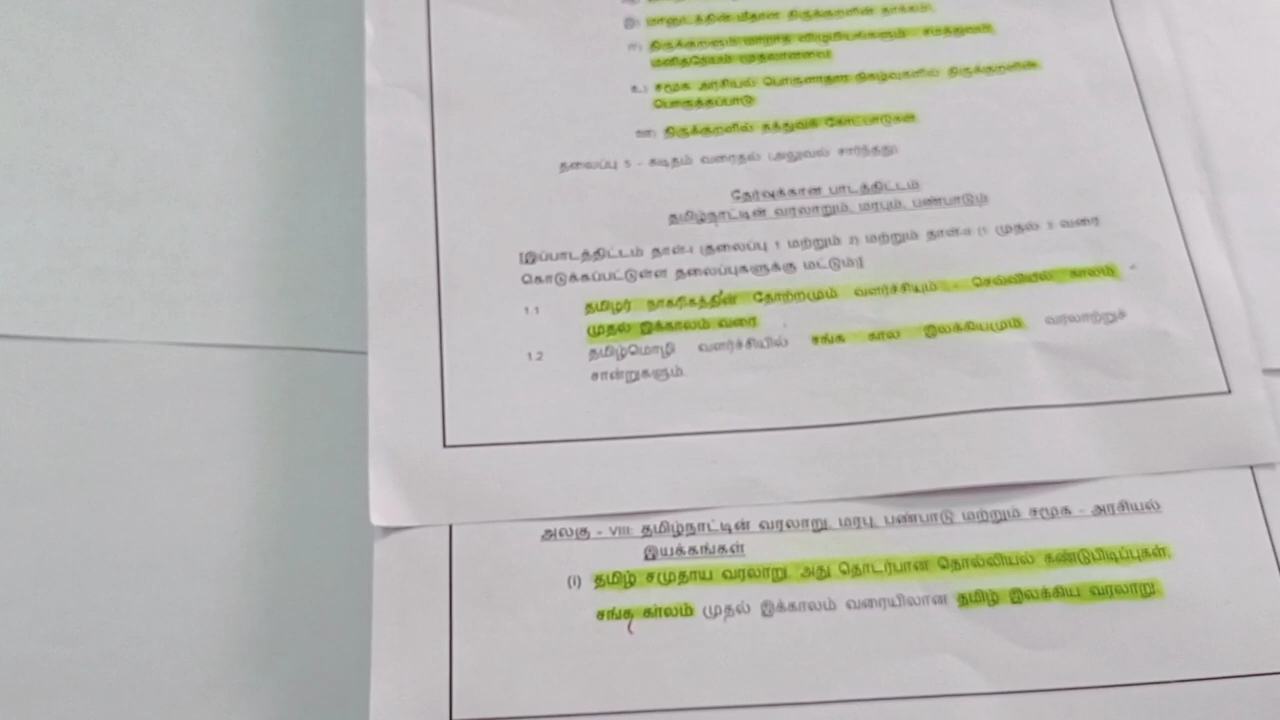 இ) மானுடத்தின் மீதான திருக்குறளின் தாக்கம்
ஈ) திருக்குறளும் மாறாத விழுமியங்களும் - சமத்துவம்,
மனிதநேயம் முதலானவை
உ) சமூக அரசியல் பொருளாதார நிகழ்வுகளில் திருக்குறளின்
பொருத்தப்பாடு
ஊ) திருக்குறளில் தத்துவக் கோட்பாடுகள்
தலைப்பு 5 - கடிதம் வரைதல் (அலுவல் சார்ந்தது)
தேர்வுக்கான பாடத்திட்டம்
தமிழ்நாட்டின் வரலாறும், மரபும், பண்பாடும்
[இப்பாடத்திட்டம் தாள்-I (தலைப்பு 1 மற்றும் 2) மற்றும் தாள்-II (1 முதல் 3 வரை
கொடுக்கப்பட்டுள்ள தலைப்புகளுக்கு மட்டும்)]
1.1 தமிழர் நாகரிகத்தின் தோற்றமும் வளர்ச்சியும் - செவ்வியல் காலம்
முதல் இக்காலம் வரை
1.2 தமிழ்மொழி வளர்ச்சியில் சங்க கால இலக்கியமும் வரலாற்றுச்
சான்றுகளும்.
அலகு - VIII: தமிழ்நாட்டின் வரலாறு, மரபு, பண்பாடு மற்றும் சமூக - அரசியல்
இயக்கங்கள்
(i) தமிழ் சமுதாய வரலாறு, அது தொடர்பான தொல்லியல் கண்டுபிடிப்புகள்,
சங்க காலம் முதல் இக்காலம் வரையிலான தமிழ் இலக்கிய வரலாறு.